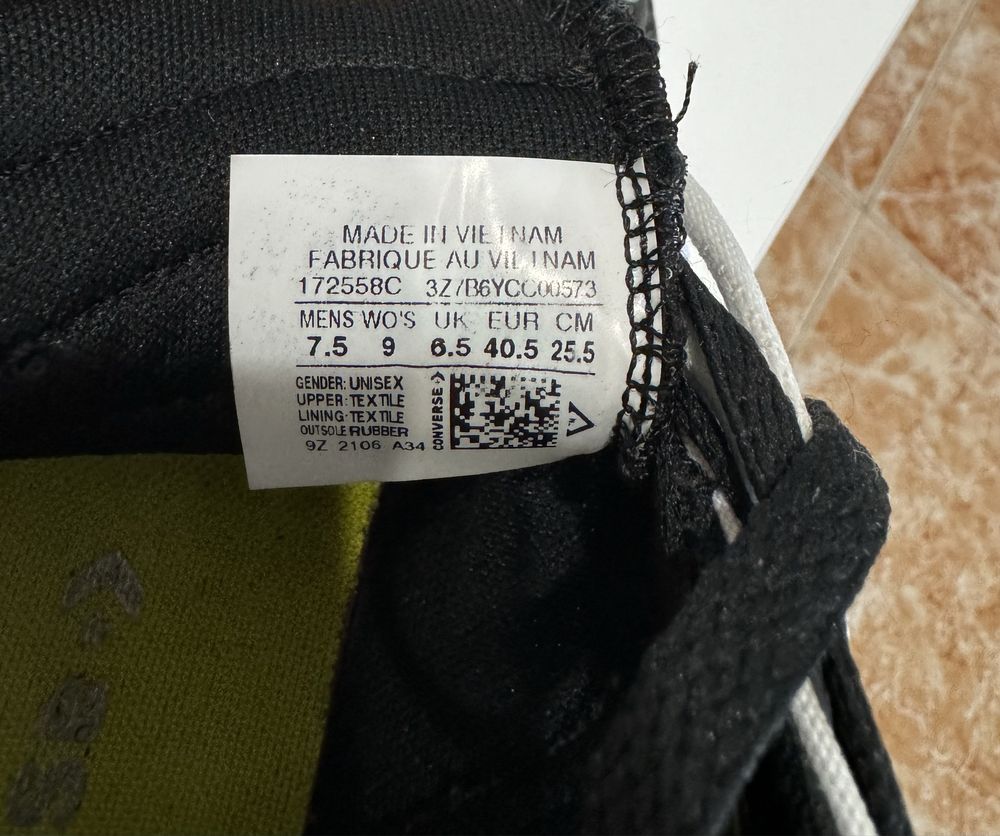 MADE IN VIETNAM
FABRIQUE AU VIETNAM
172558C 3Z7B6YCC00573
MENS WO'S UK EUR CM
7.5 9 6.5 40.5 25.5
GENDER: UNISEX
UPPER: TEXTILE
LINING: TEXTILE
OUTSOLE RUBBER
9Z 2106 A34
CONVERSE